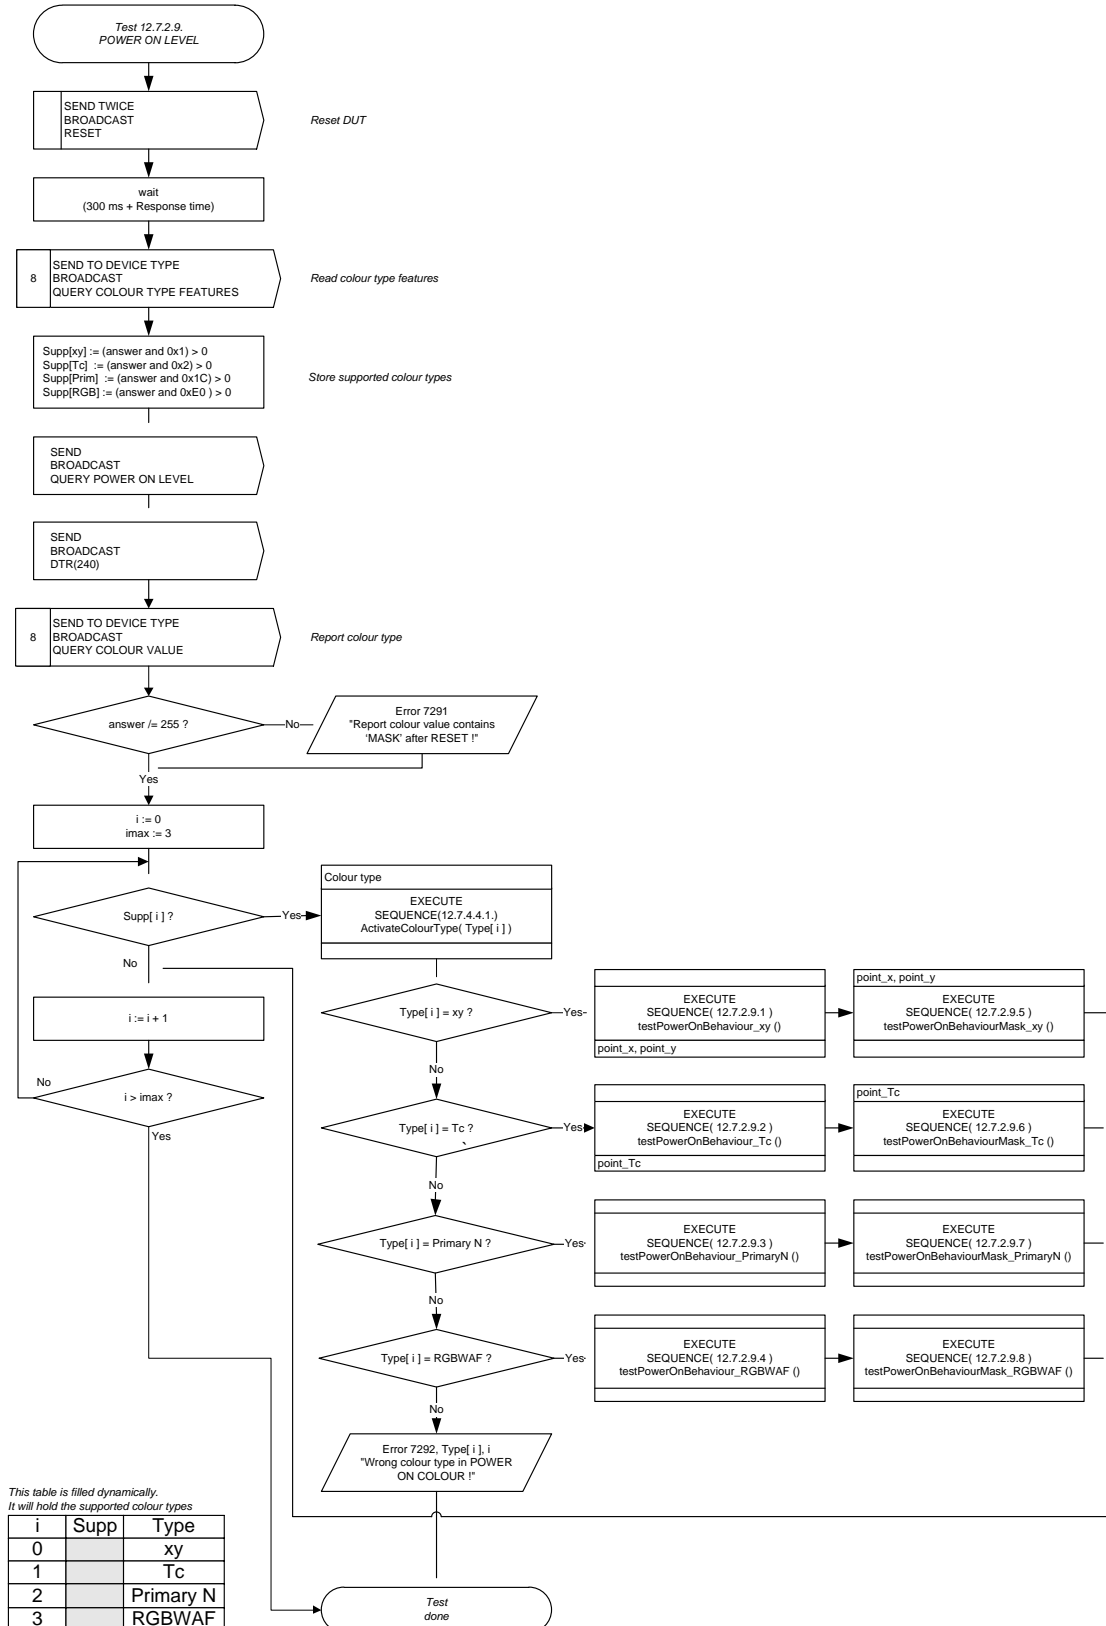 Test 12.7.2.9.
POWER ON LEVEL
SEND TWICE
BROADCAST
RESET
Reset DUT
wait
(300 ms + Response time)
8
SEND TO DEVICE TYPE
BROADCAST
QUERY COLOUR TYPE FEATURES
Read colour type features
Supp[xy] := (answer and 0x1) > 0
Supp[Tc] := (answer and 0x2) > 0
Supp[Prim] := (answer and 0x1C) > 0
Supp[RGB] := (answer and 0xE0 ) > 0
Store supported colour types
SEND
BROADCAST
QUERY POWER ON LEVEL
SEND
BROADCAST
DTR(240)
8
SEND TO DEVICE TYPE
BROADCAST
QUERY COLOUR VALUE
Report colour type
answer /= 255 ?
No
Error 7291
"Report colour value contains
'MASK' after RESET !"
Yes
i := 0
imax := 3
Supp[ i ] ?
Yes
No
Colour type
EXECUTE
SEQUENCE(12.7.4.4.1.)
ActivateColourType( Type[ i ] )
i := i + 1
i > imax ?
No
Yes
Type[ i ] = xy ?
Yes
EXECUTE
SEQUENCE( 12.7.2.9.1 )
testPowerOnBehaviour_xy ()
point_x, point_y
point_x, point_y
EXECUTE
SEQUENCE( 12.7.2.9.5 )
testPowerOnBehaviourMask_xy ()
No
Type[ i ] = Tc ?
`
Yes
EXECUTE
SEQUENCE( 12.7.2.9.2 )
testPowerOnBehaviour_Tc ()
point_Tc
point_Tc
EXECUTE
SEQUENCE( 12.7.2.9.6 )
testPowerOnBehaviourMask_Tc ()
No
Type[ i ] = Primary N ?
Yes
EXECUTE
SEQUENCE( 12.7.2.9.3 )
testPowerOnBehaviour_PrimaryN ()
EXECUTE
SEQUENCE( 12.7.2.9.7 )
testPowerOnBehaviourMask_PrimaryN ()
No
Type[ i ] = RGBWAF ?
Yes
EXECUTE
SEQUENCE( 12.7.2.9.4 )
testPowerOnBehaviour_RGBWAF ()
EXECUTE
SEQUENCE( 12.7.2.9.8 )
testPowerOnBehaviourMask_RGBWAF ()
No
Error 7292, Type[ i ], i
"Wrong colour type in POWER
ON COLOUR !"
This table is filled dynamically.
It will hold the supported colour types
i Supp Type
0 xy
1 Tc
2 Primary N
3 RGBWAF
Test
done